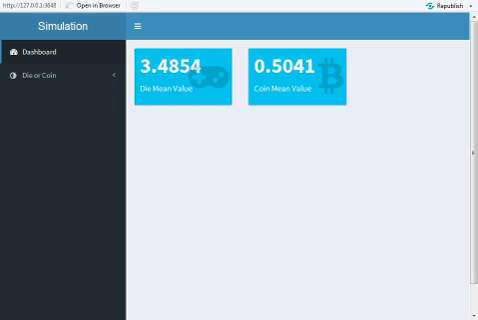 http://127.0.0.1:3648 Open in Browser Republish
Simulation
Dashboard
Die or Coin
3.4854
Die Mean Value
0.5041
Coin Mean Value